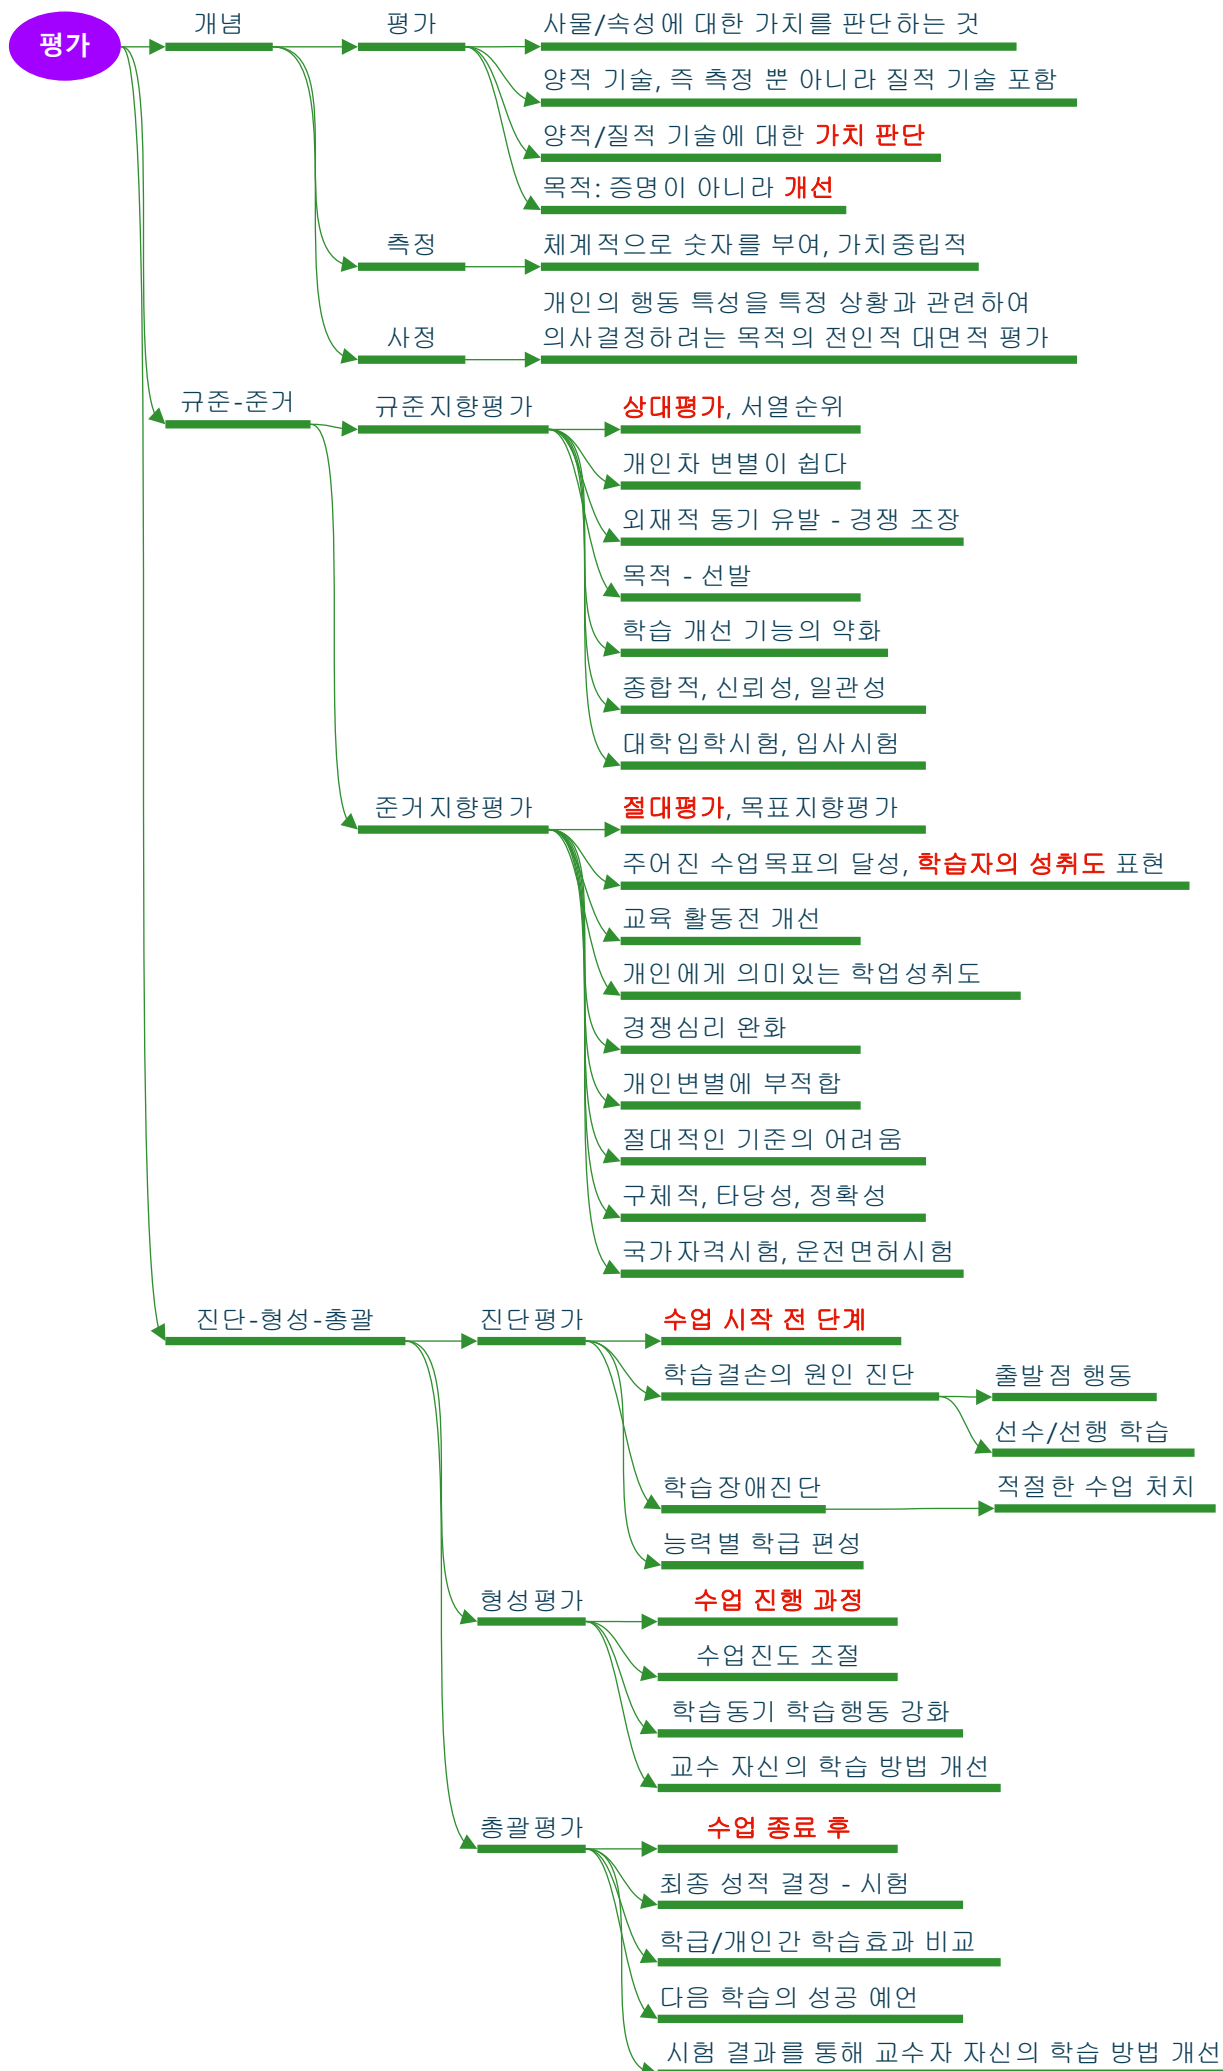 평가
개념
평가
사물/속성에 대한 가치를 판단하는 것
양적 기술, 즉 측정 뿐 아니라 질적 기술 포함
양적/질적 기술에 대한 가치 판단
목적: 증명이 아니라 개선
측정
체계적으로 숫자를 부여, 가치중립적
사정
개인의 행동 특성을 특정 상황과 관련하여
의사결정하려는 목적의 전인적 대면적 평가
규준-준거
규준지향평가
상대평가, 서열순위
개인차 변별이 쉽다
외재적 동기 유발 - 경쟁 조장
목적 - 선발
학습 개선 기능의 약화
종합적, 신뢰성, 일관성
대학입학시험, 입사시험
준거지향평가
절대평가, 목표지향평가
주어진 수업목표의 달성, 학습자의 성취도 표현
교육 활동전 개선
개인에게 의미있는 학업성취도
경쟁심리 완화
개인변별에 부적합
절대적인 기준의 어려움
구체적, 타당성, 정확성
국가자격시험, 운전면허시험
진단-형성-총괄
진단평가
수업 시작 전 단계
학습결손의 원인 진단
출발점 행동
선수/선행 학습
학습장애진단
적절한 수업 처치
능력별 학급 편성
형성평가
수업 진행 과정
수업진도 조절
학습동기 학습행동 강화
교수 자신의 학습 방법 개선
총괄평가
수업 종료 후
최종 성적 결정 - 시험
학급/개인간 학습효과 비교
다음 학습의 성공 예언
시험 결과를 통해 교수자 자신의 학습 방법 개선